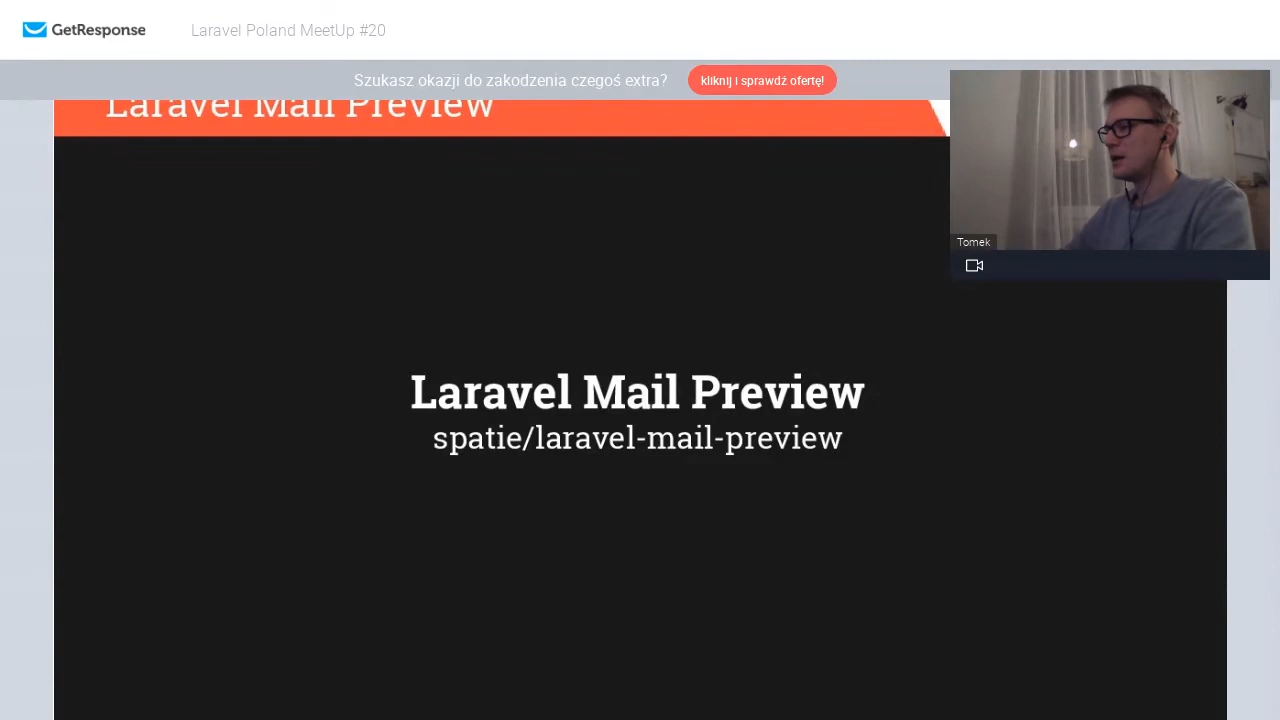 GetResponse
Laravel Poland MeetUp #20
Szukasz okazji do zakodzenia czegoś extra?
kliknij i sprawdź ofertę!
Laravel Mail Preview
Tomek
Laravel Mail Preview
spatie/laravel-mail-preview